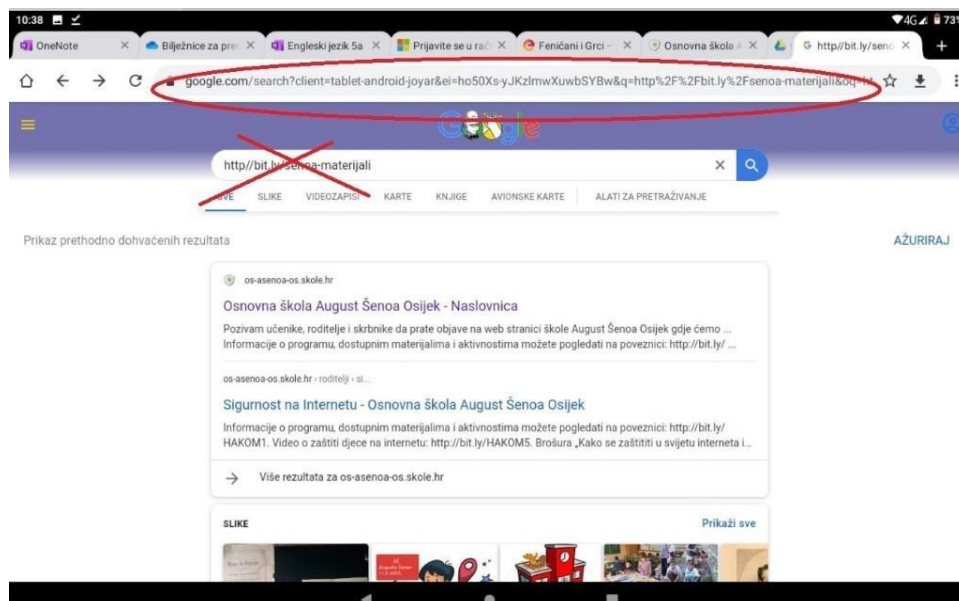 10:38
4G 73%
OneNote
Bilježnice za pre
Engleski jezik 5a
Prijavite se u rač
Feničani i Grci –
Osnovna škola
http//bit.ly/seno
google.com/search?client=tablet-android-joyar&ei=ho50Xs-yJKzlmwXuwbSYBw&q=http%2F%2Fbit.ly%2Fsenoa-materijali&oq=ht
Google
http//bit.ly/senoa-materijali
SVE SLIKE VIDEOZAPISI KARTE KNJIGE AVIONSKE KARTE ALATI ZA PRETRAŽIVANJE
Prikaz prethodno dohvaćenih rezultata AŽURIRAJ
os-asenoa-os.skole.hr
Osnovna škola August Šenoa Osijek - Naslovnica
Pozivam učenike, roditelje i skrbnike da prate objave na web stranici škole August Šenoa Osijek gdje ćemo ...
Informacije o programu, dostupnim materijalima i aktivnostima možete pogledati na poveznici: http://bit.ly/ ...
os-asenoa-os.skole.hr › roditelji › si...
Sigurnost na Internetu - Osnovna škola August Šenoa Osijek
Informacije o programu, dostupnim materijalima i aktivnostima možete pogledati na poveznici: http://bit.ly/
HAKOM1. Video o zaštiti djece na internetu: http://bit.ly/HAKOM5. Brošura „Kako se zaštititi u svijetu interneta i...
Više rezultata za os-asenoa-os.skole.hr
SLIKE Prikaži sve